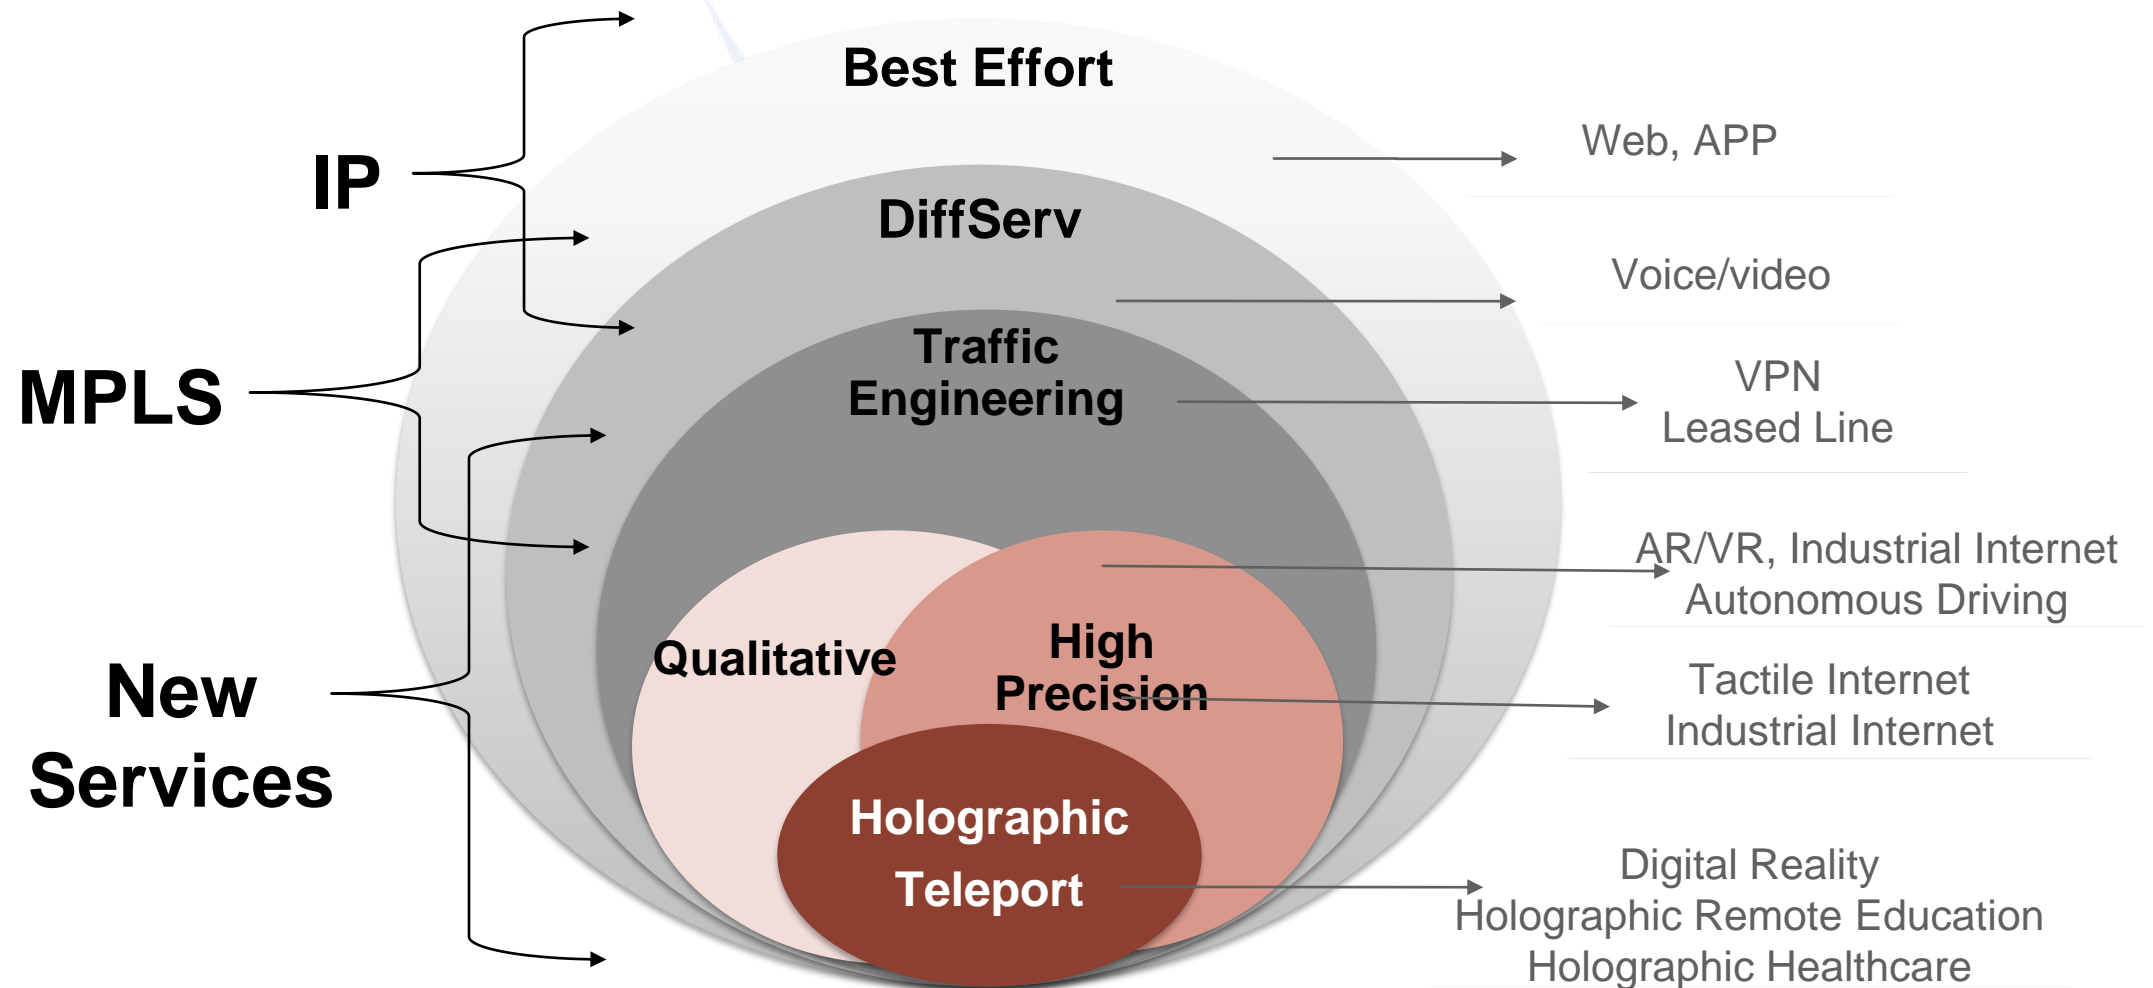 Best Effort
IP
DiffServ
MPLS
Traffic
Engineering
New
Services
Qualitative
High
Precision
Holographic
Teleport
Web, APP
Voice/video
VPN
Leased Line
AR/VR, Industrial Internet
Autonomous Driving
Tactile Internet
Industrial Internet
Digital Reality
Holographic Remote Education
Holographic Healthcare